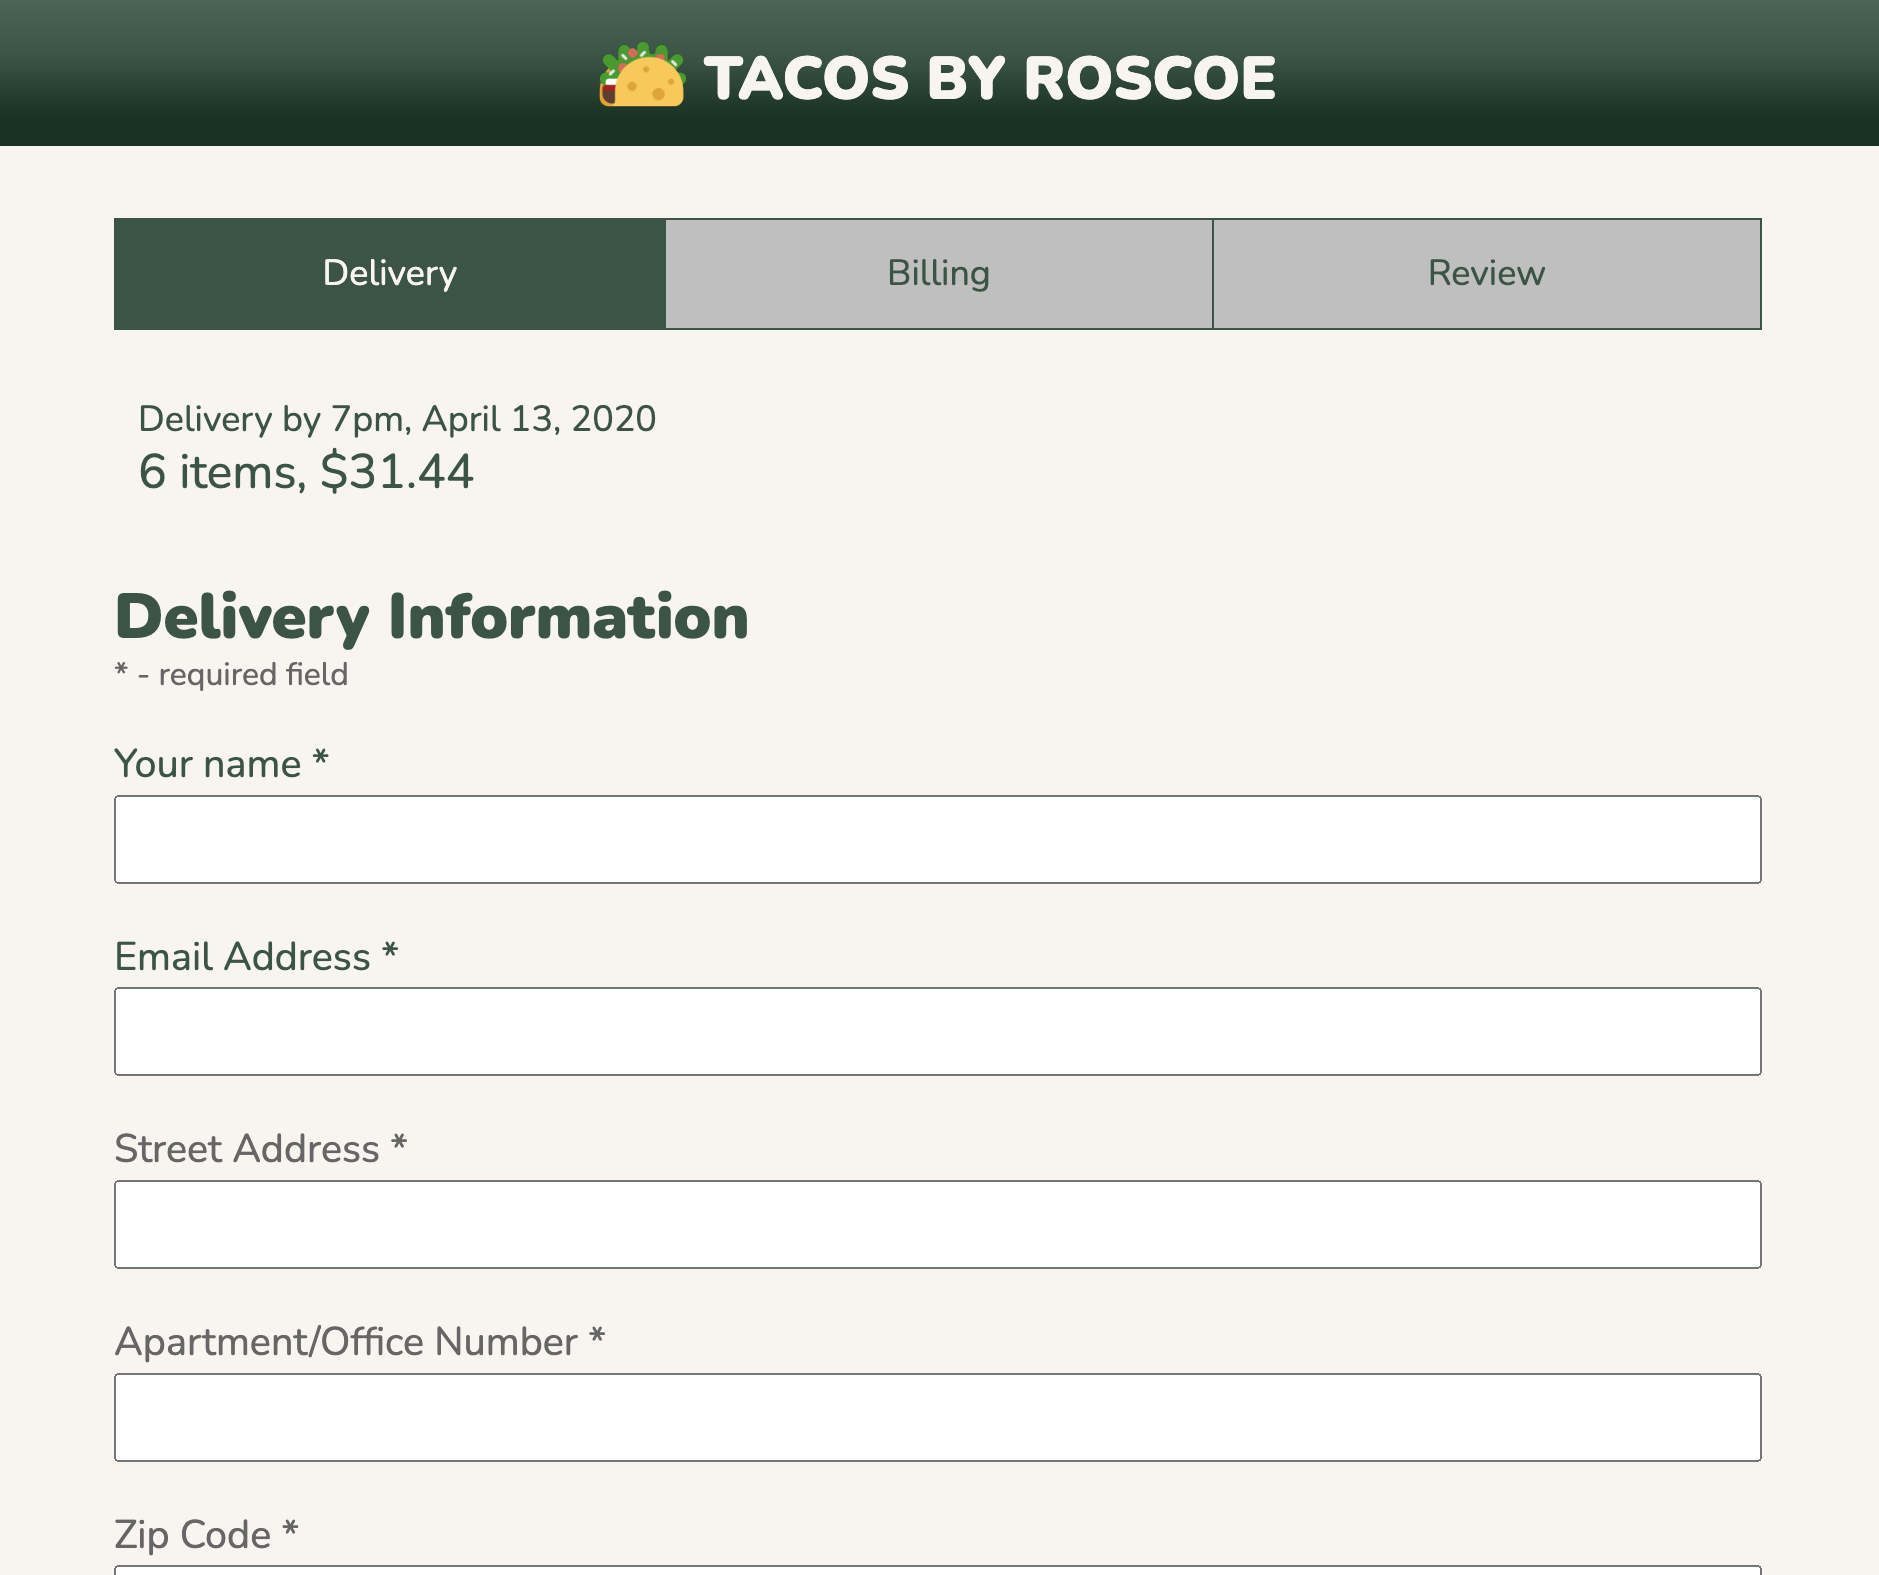 TACOS BY ROSCOE
Delivery Billing Review
Delivery by 7pm, April 13, 2020
6 items, $31.44
Delivery Information
* - required field
Your name *
Email Address *
Street Address *
Apartment/Office Number *
Zip Code *